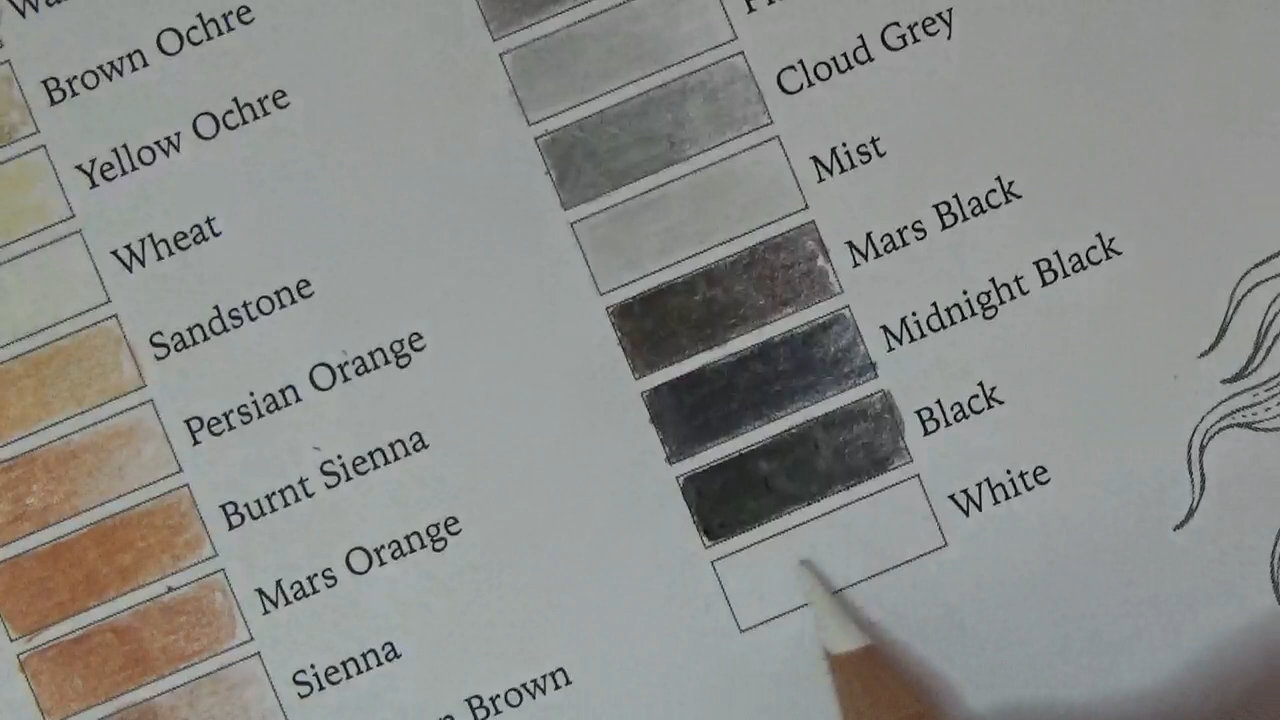 Brown Ochre
Yellow Ochre
Wheat
Sandstone
Persian Orange
Burnt Sienna
Mars Orange
Sienna
Brown
Cloud Grey
Mist
Mars Black
Midnight Black
Black
White